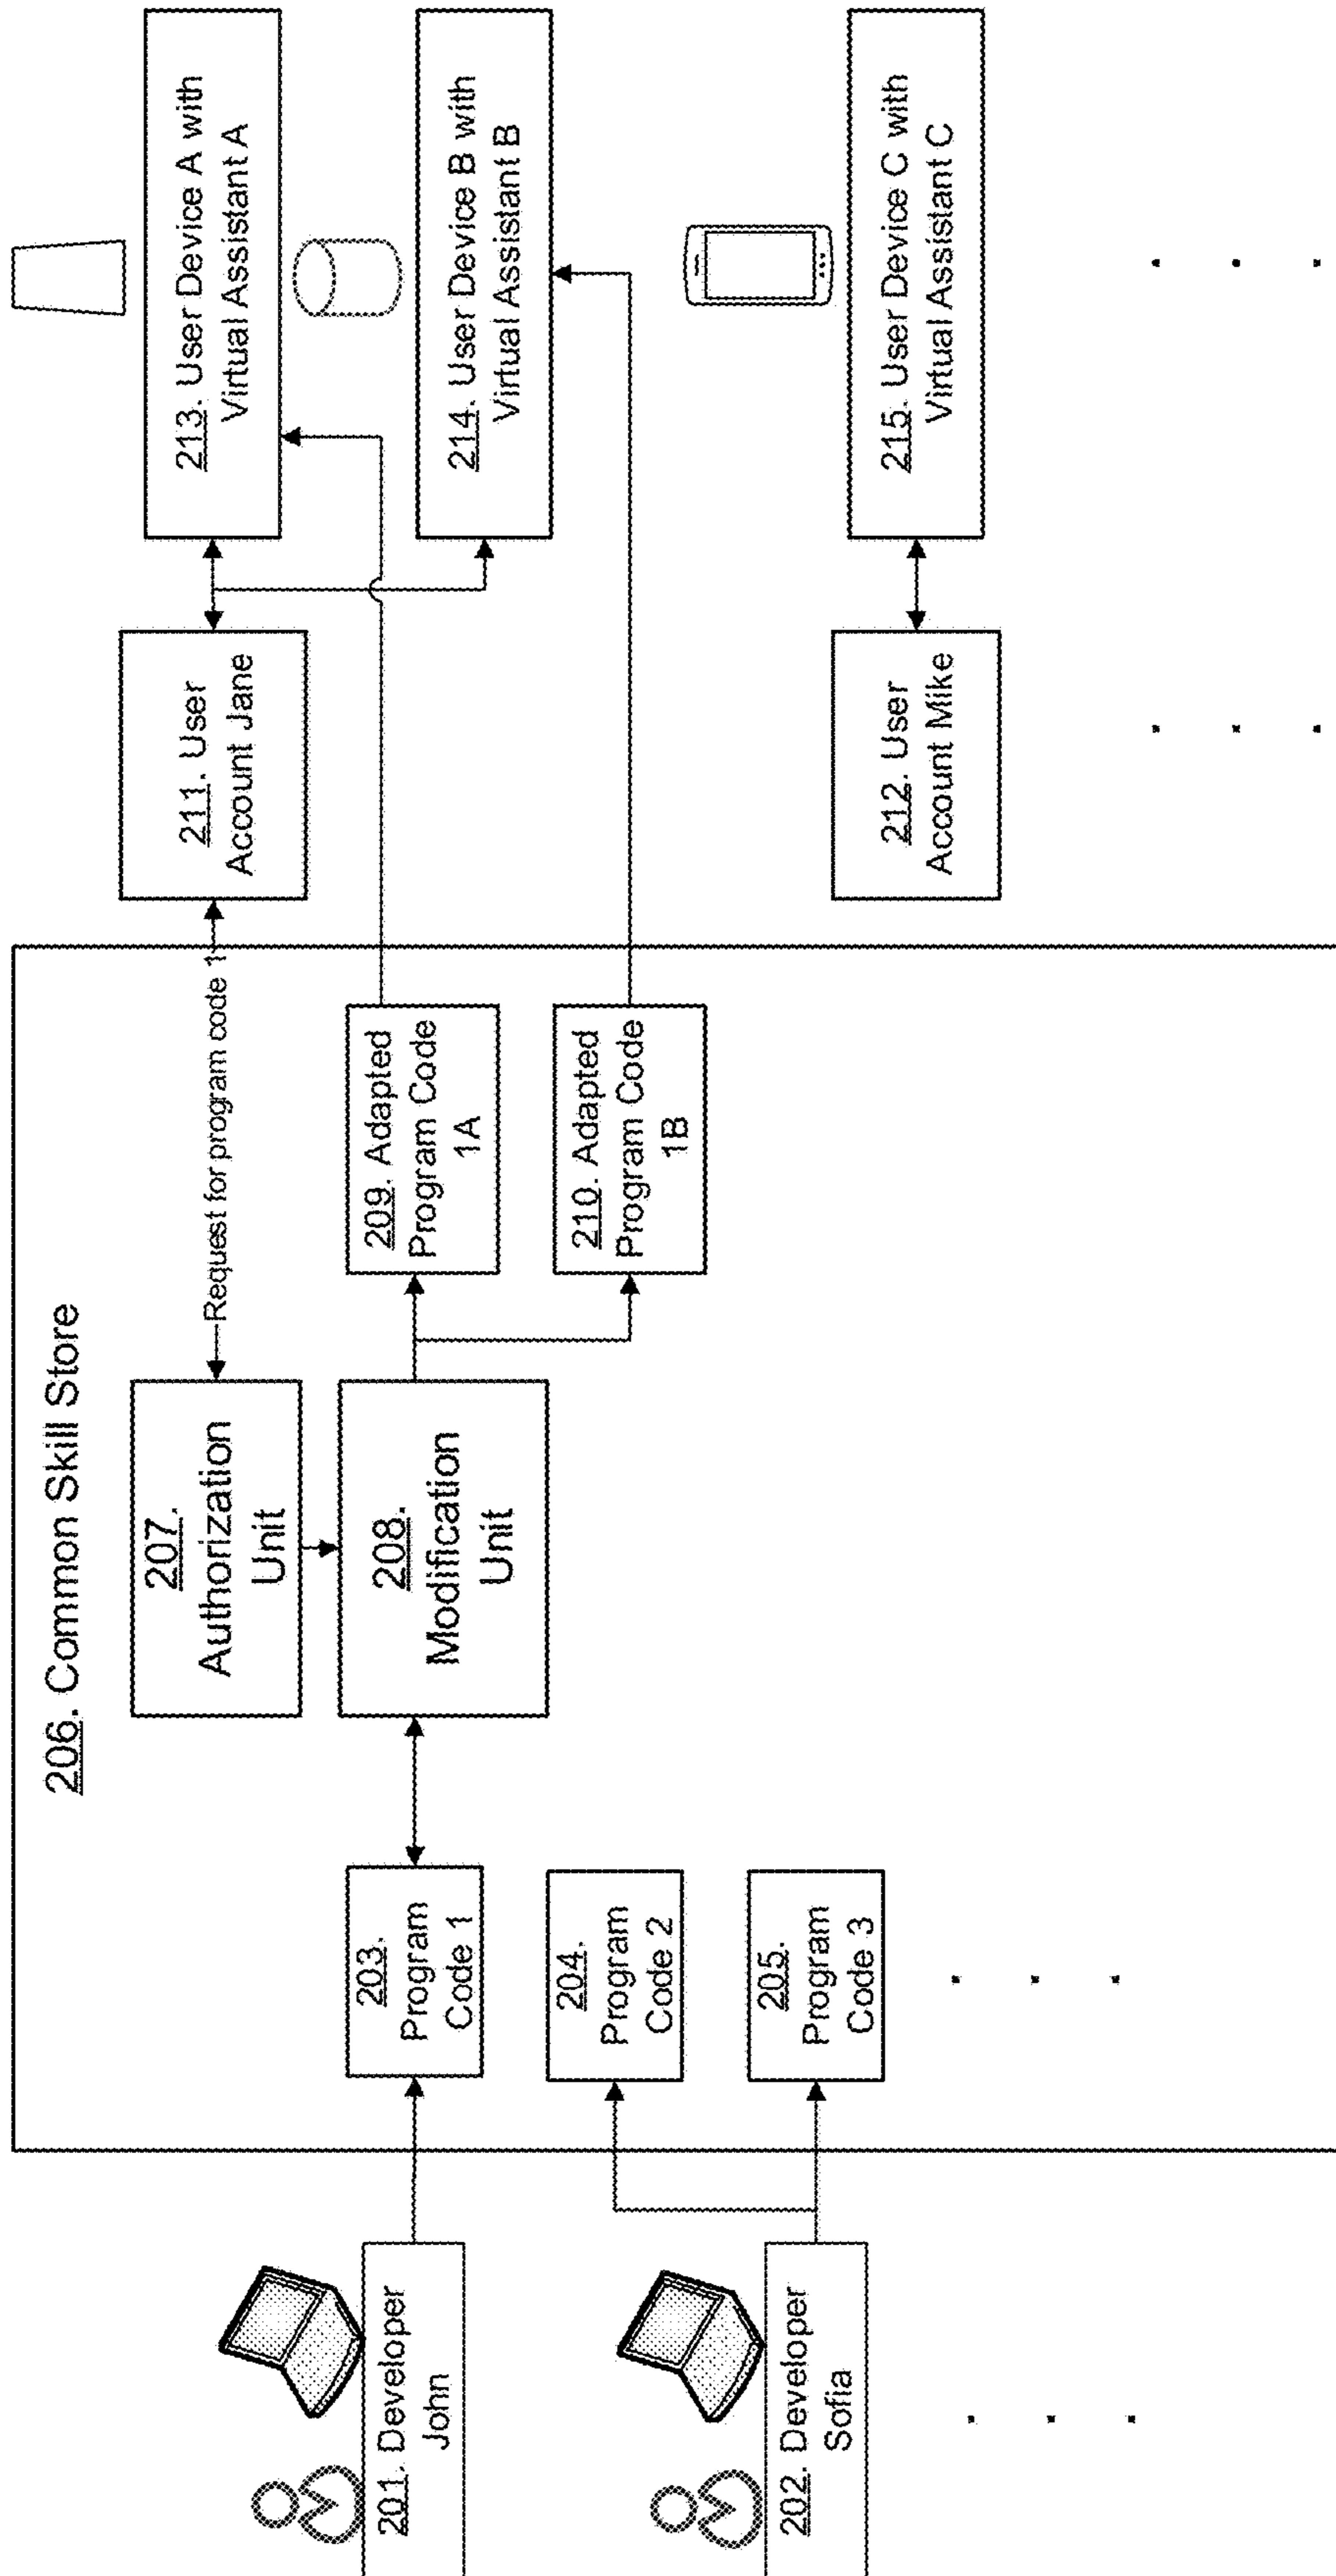 206. Common Skill Store
201. Developer
John
202. Developer
Sofia
203.
Program
Code 1
204.
Program
Code 2
205.
Program
Code 3
207.
Authorization
Unit
208.
Modification
Unit
Request for program code 1
209. Adapted
Program Code
1A
210. Adapted
Program Code
1B
211. User
Account Jane
212. User
Account Mike
213. User Device A with
Virtual Assistant A
214. User Device B with
Virtual Assistant B
215. User Device C with
Virtual Assistant C